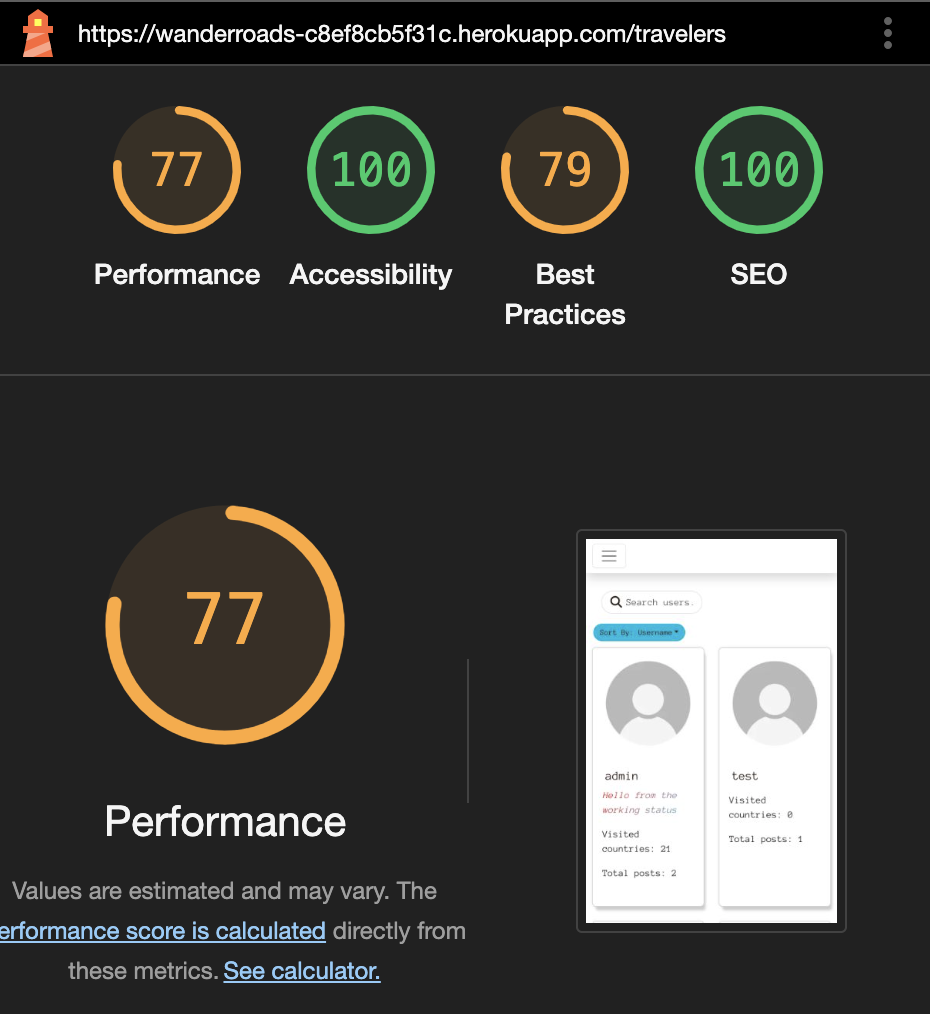 https://wanderroads-c8ef8cb5f31c.herokuapp.com/travelers
77
100
79
100
Performance
Accessibility
Best
Practices
SEO
77
Performance
Values are estimated and may vary. The
erformance score is calculated directly from
these metrics. See calculator.
Search users.
Sort By: Username
admin
Hello from the
working status
Visited
countries: 21
Total posts: 2
test
Visited
countries: 0
Total posts: 1